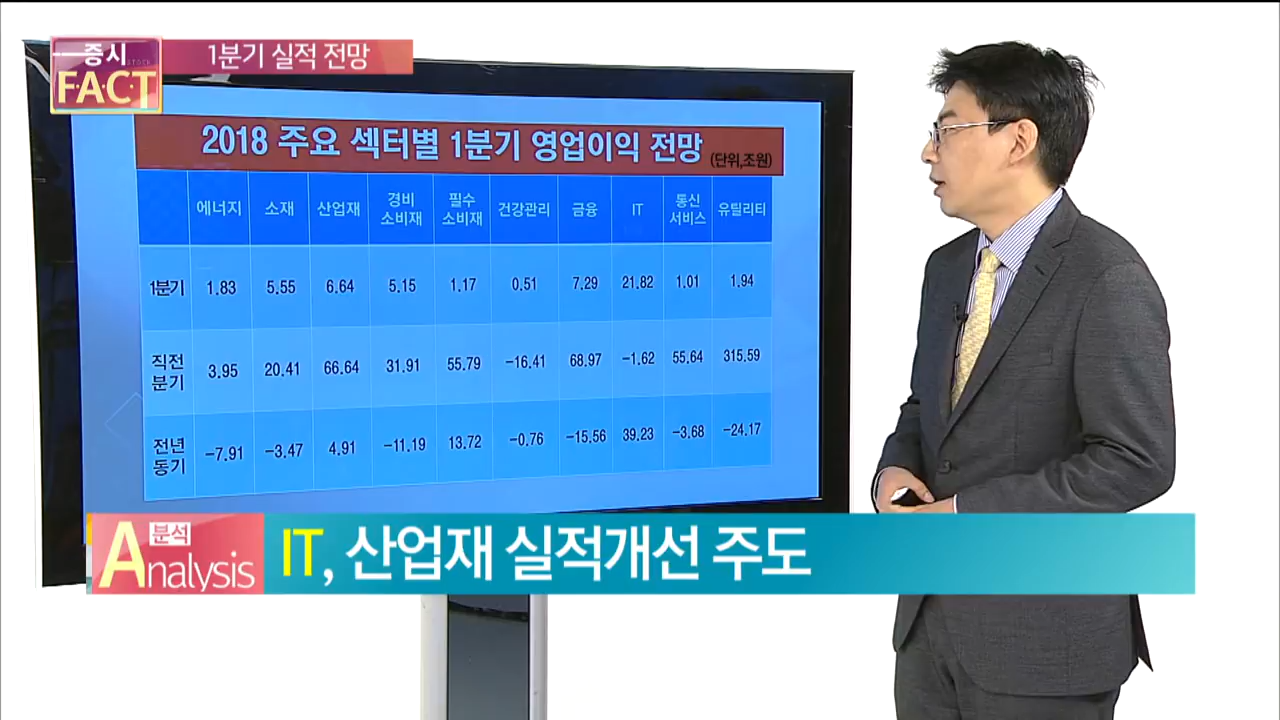 증시
STOCK
F·A·C·T
1분기 실적 전망
2018 주요 섹터별 1분기 영업이익 전망
(단위,조원)
에너지 소재 산업재 경비 소비재 필수 소비재 건강관리 금융 IT 통신 서비스 유틸리티
1분기 1.83 5.55 6.64 5.15 1.17 0.51 7.29 21.82 1.01 1.94
직전 분기 3.95 20.41 66.64 31.91 55.79 -16.41 68.97 -1.62 55.64 315.59
전년 동기 -7.91 -3.47 4.91 -11.19 13.72 -0.76 -15.56 39.23 -3.68 -24.17
분석
Analysis
IT, 산업재 실적개선 주도